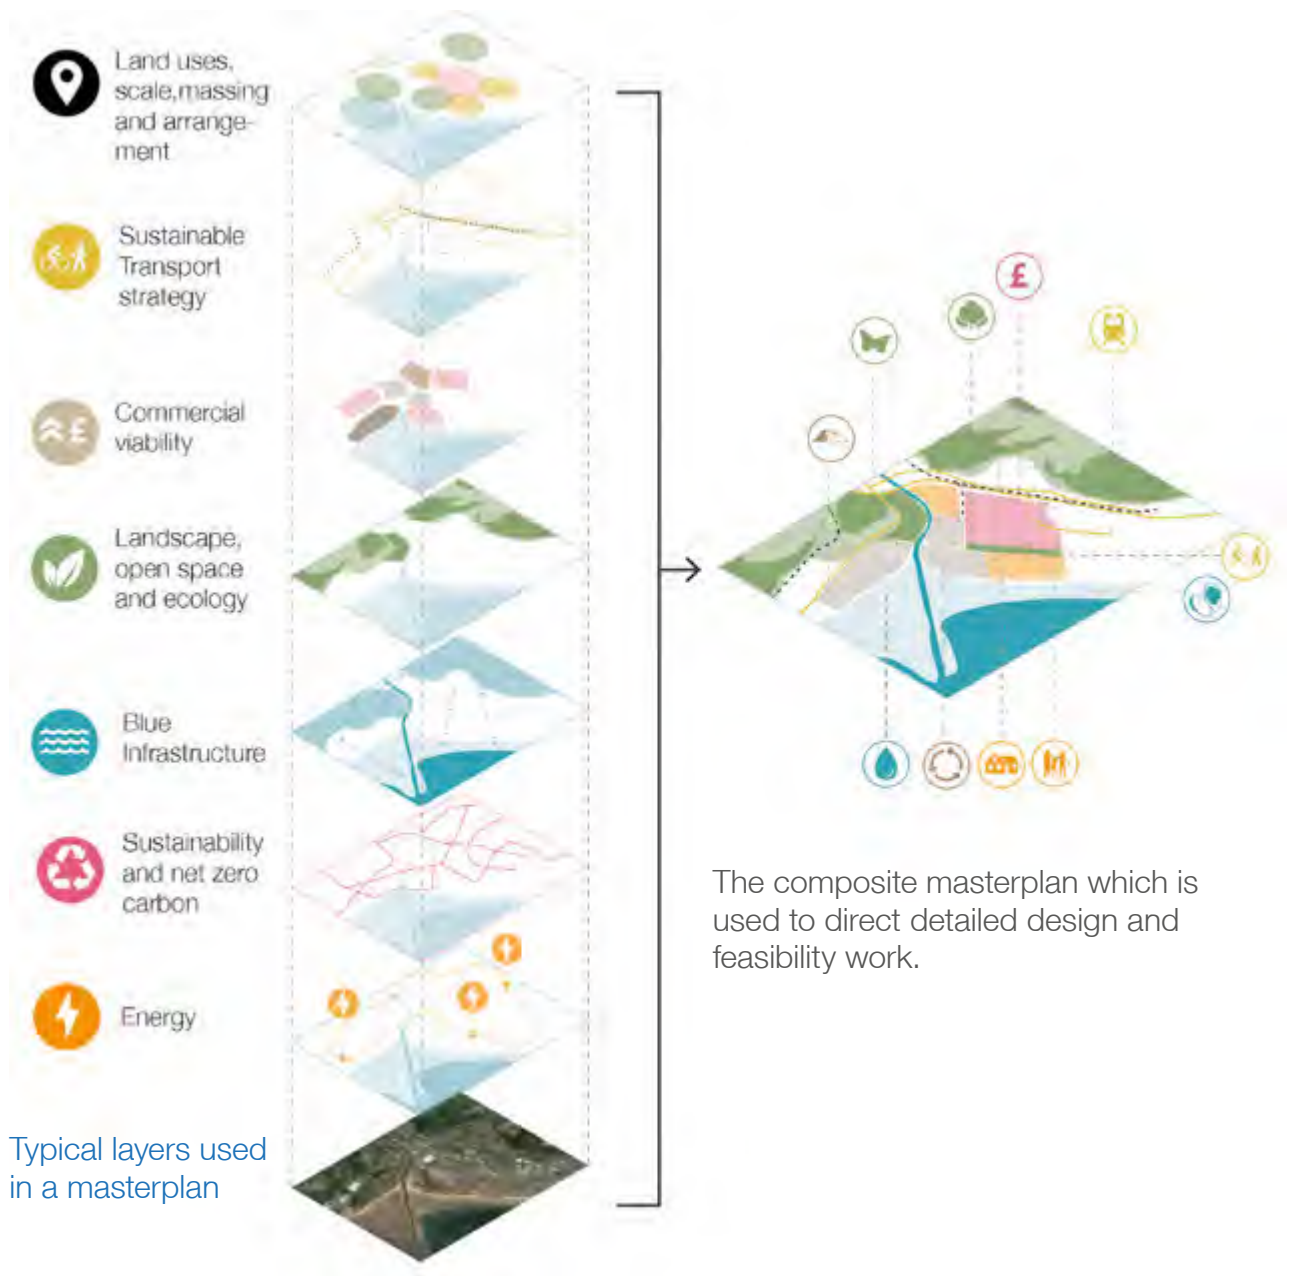 Land uses,
scale,massing
and arrange-
ment
Sustainable
Transport
strategy
Commercial
viability
Landscape,
open space
and ecology
Blue
Infrastructure
Sustainability
and net zero
carbon
Energy
Typical layers used
in a masterplan
£
£
The composite masterplan which is
used to direct detailed design and
feasibility work.